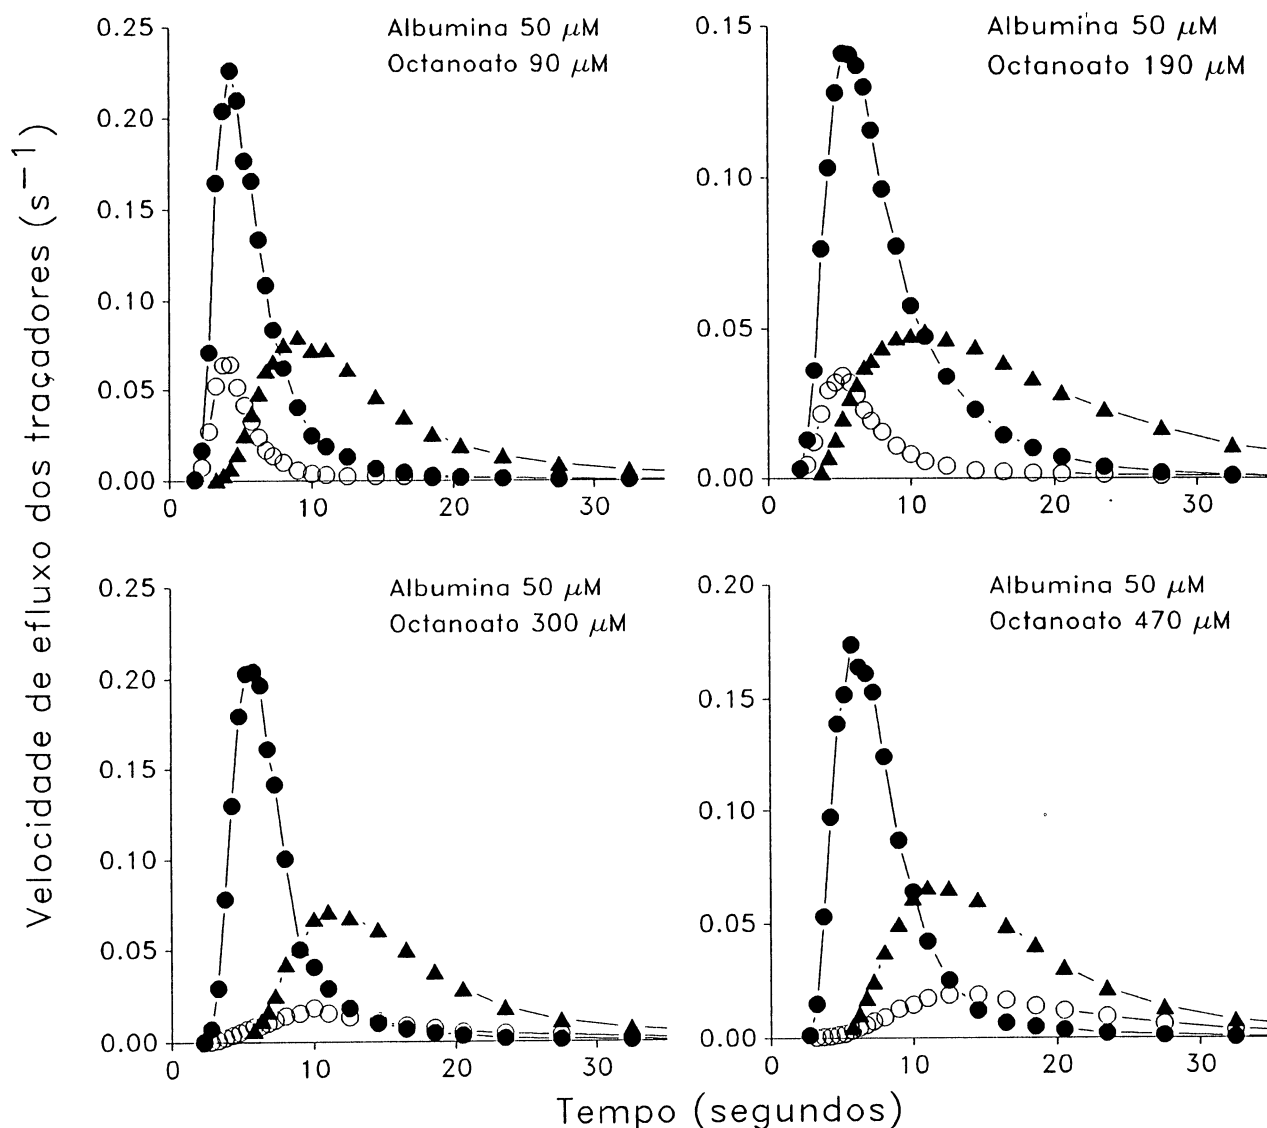 Velocidade de efluxo dos traçadores (s⁻¹)
Albumina 50 μM
Octanoato 90 μM
0.25
0.20
0.15
0.10
0.05
0.00
0 10 20 30
Albumina 50 μM
Octanoato 190 μM
0.15
0.10
0.05
0.00
0 10 20 30
Albumina 50 μM
Octanoato 300 μM
0.25
0.20
0.15
0.10
0.05
0.00
0 10 20 30
Albumina 50 μM
Octanoato 470 μM
0.20
0.15
0.10
0.05
0.00
0 10 20 30
Tempo (segundos)